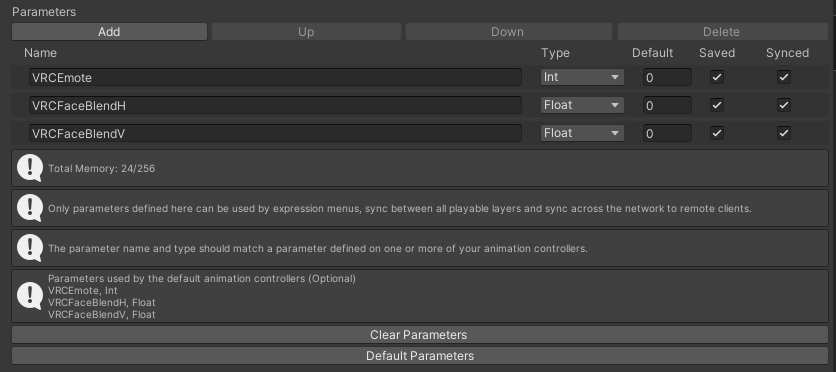 Parameters
Add Up Down Delete
Name Type Default Saved Synced
VRCEmote Int 0
VRCFaceBlendH Float 0
VRCFaceBlendV Float 0
Total Memory: 24/256
Only parameters defined here can be used by expression menus, sync between all playable layers and sync across the network to remote clients.
The parameter name and type should match a parameter defined on one or more of your animation controllers.
Parameters used by the default animation controllers (Optional)
VRCEmote, Int
VRCFaceBlendH, Float
VRCFaceBlendV, Float
Clear Parameters
Default Parameters